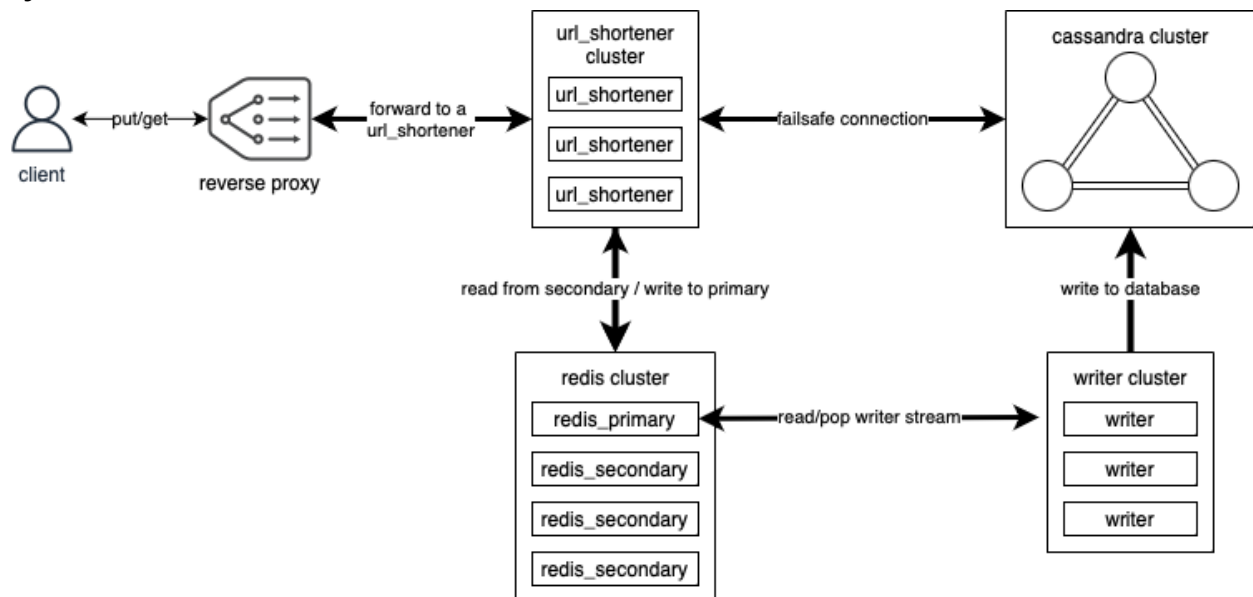 url_shortener
cluster
cassandra cluster
url_shortener
put/get
forward to a
url_shortener
failsafe connection
url_shortener
client
reverse proxy
url_shortener
read from secondary / write to primary
write to database
redis cluster
writer cluster
redis_primary
read/pop writer stream
writer
redis_secondary
writer
redis_secondary
writer
redis_secondary